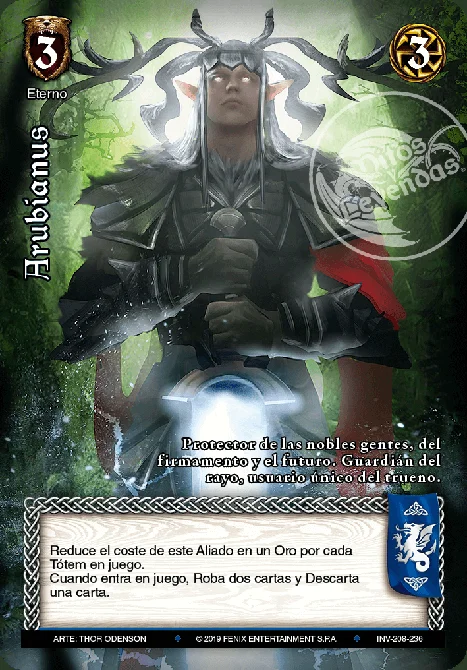 3
3
Eterno
Arubianus
Mitos
Leyendas
Protector de las nobles gentes, del
firmamento y el futuro. Guardián del
rayo, usuario único del trueno.
Reduce el coste de este Aliado en un Oro por cada
Tótem en juego.
Cuando entra en juego, Roba dos cartas y Descarta
una carta.
ARTE: THOR ODENSON © 2019 FENIX ENTERTAINMENT S.P.A. INV-208-236